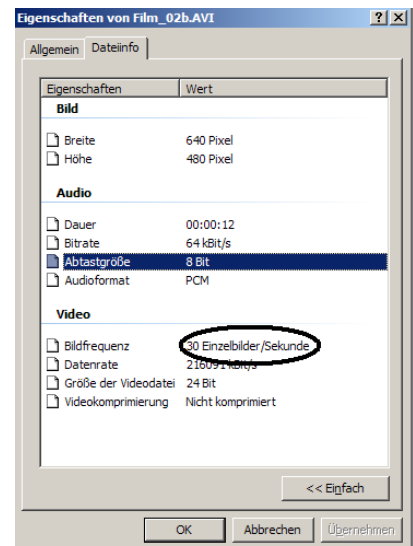 Eigenschaften von Film_02b.AVI ? X
Allgemein Dateiinfo
Eigenschaften Wert
Bild
Breite 640 Pixel
Höhe 480 Pixel
Audio
Dauer 00:00:12
Bitrate 64 kBit/s
Abtastgröße 8 Bit
Audioformat PCM
Video
Bildfrequenz 30 Einzelbilder/Sekunde
Datenrate 216091 kBit/s
Größe der Videodatei 24 Bit
Videokomprimierung Nicht komprimiert
<< Einfach
OK Abbrechen Übernehmen